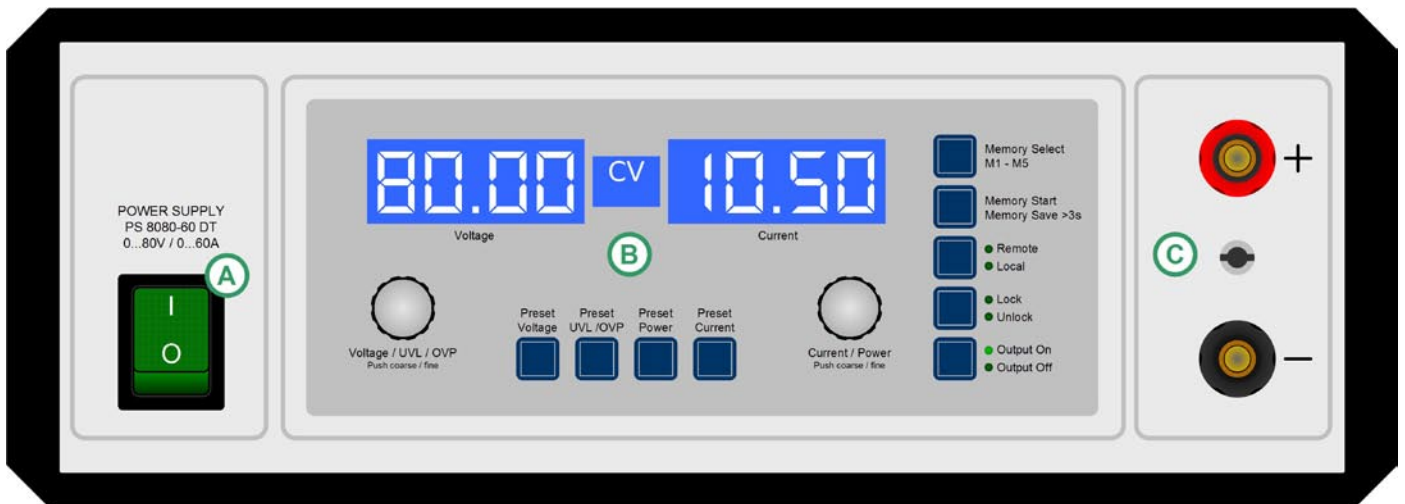 POWER SUPPLY
PS 8080-60 DT
0...80V / 0...60A
A
I
O
80.00
CV
10.50
Voltage
Current
B
Voltage / UVL / OVP
Push coarse / fine
Preset
Voltage
Preset
UVL /OVP
Preset
Power
Preset
Current
Current / Power
Push coarse / fine
Memory Select
M1 - M5
Memory Start
Memory Save >3s
Remote
Local
Lock
Unlock
Output On
Output Off
C
+
−